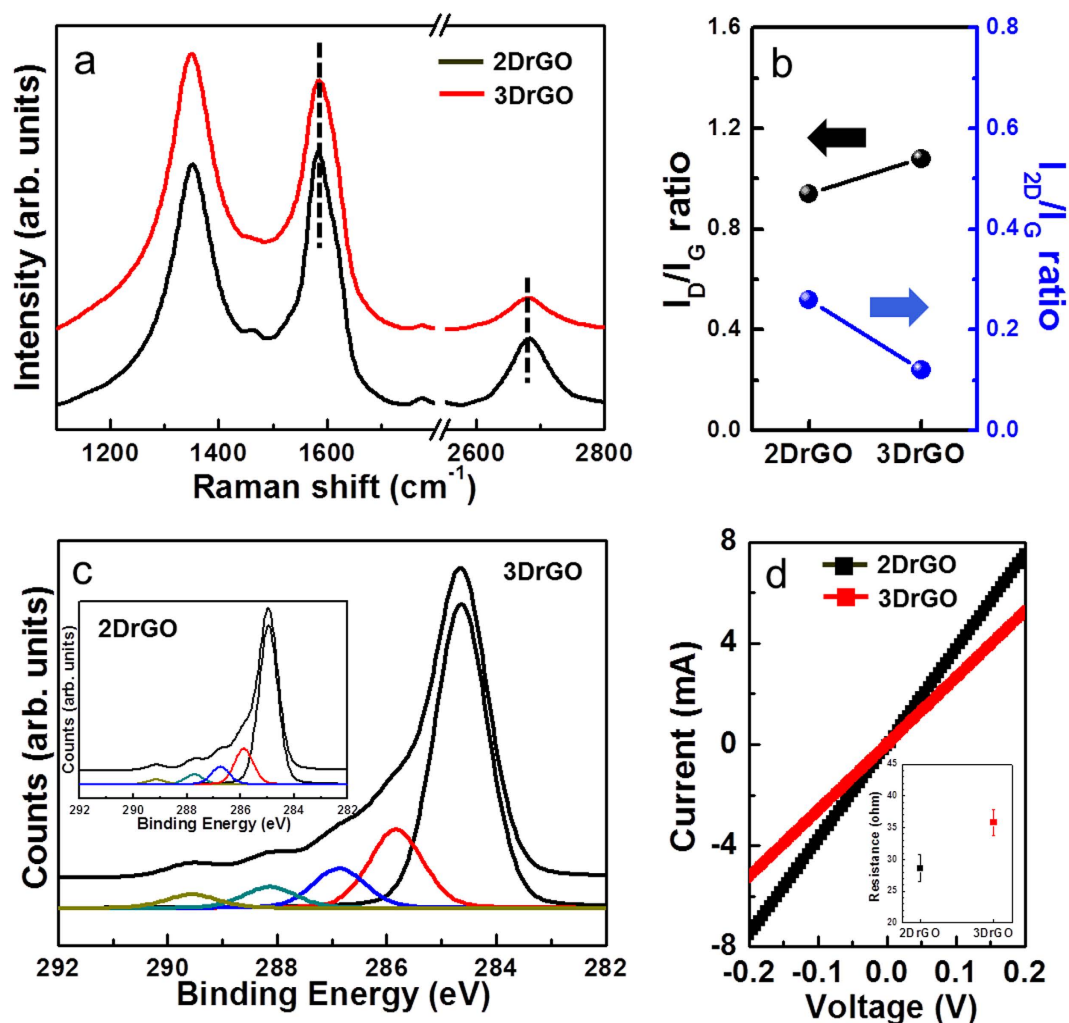 a
2DrGO
3DrGO
Intensity (arb. units)
1200 1400 1600 2600 2800
Raman shift (cm⁻¹)
b
1.6
1.2
0.8
0.4
0.0
I_D/I_G ratio
0.8
0.6
0.4
0.2
0.0
I_2D/I_G ratio
2DrGO 3DrGO
c
3DrGO
Counts (arb. units)
292 290 288 286 284 282
Binding Energy (eV)
2DrGO
Counts (arb. units)
292 290 288 286 284 282
Binding Energy (eV)
d
2DrGO
3DrGO
8
4
0
-4
-8
Current (mA)
-0.2 -0.1 0.0 0.1 0.2
Voltage (V)
45
40
35
30
25
20
Resistance (ohm)
2DrGO 3DrGO